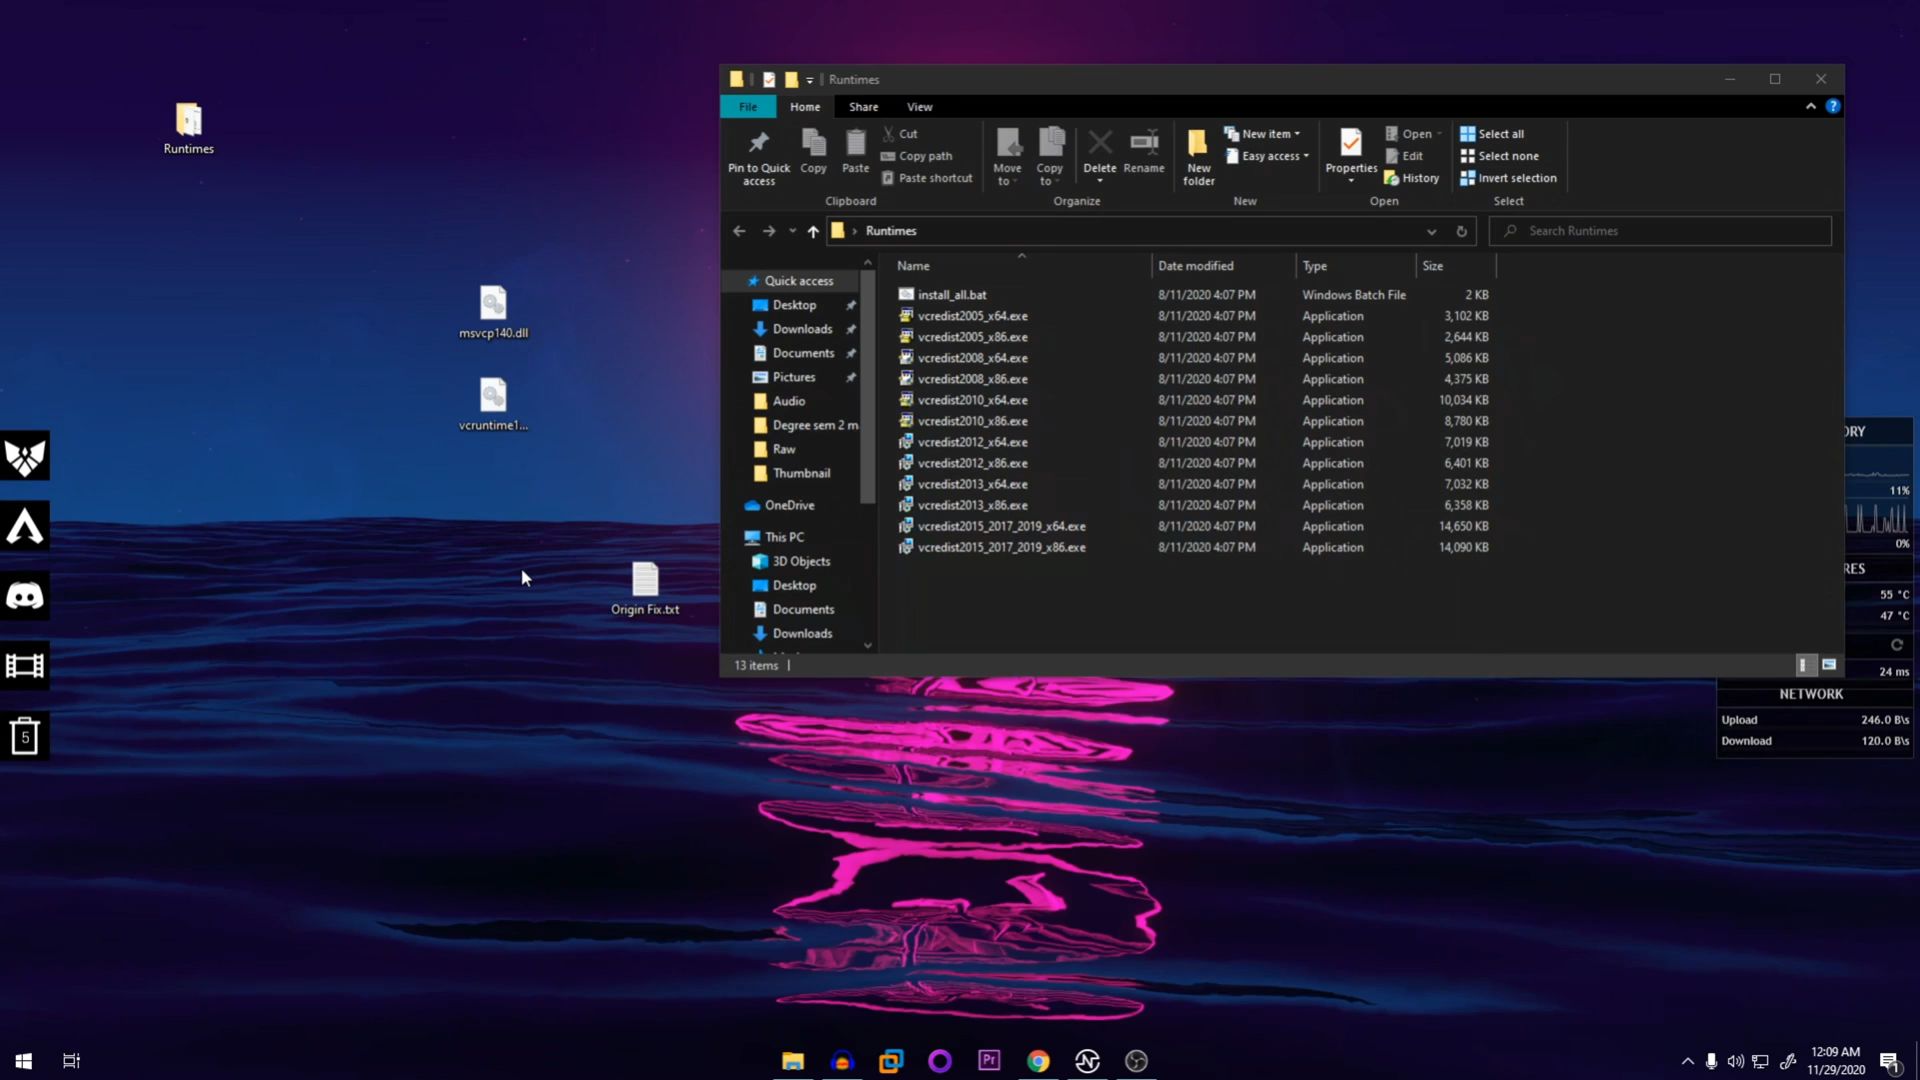 Runtimes
msvcp140.dll
vcruntime1...
Origin Fix.txt
5
Runtimes
File Home Share View
Pin to Quick access
Copy
Paste
Cut
Copy path
Paste shortcut
Clipboard
Move to
Copy to
Delete
Rename
Organize
New folder
New item
Easy access
New
Properties
Open
Edit
History
Open
Select all
Select none
Invert selection
Select
Runtimes
Search Runtimes
Quick access
Desktop
Downloads
Documents
Pictures
Audio
Degree sem 2 m
Raw
Thumbnail
OneDrive
This PC
3D Objects
Desktop
Documents
Downloads
Name Date modified Type Size
install_all.bat 8/11/2020 4:07 PM Windows Batch File 2 KB
vcredist2005_x64.exe 8/11/2020 4:07 PM Application 3,102 KB
vcredist2005_x86.exe 8/11/2020 4:07 PM Application 2,644 KB
vcredist2008_x64.exe 8/11/2020 4:07 PM Application 5,086 KB
vcredist2008_x86.exe 8/11/2020 4:07 PM Application 4,375 KB
vcredist2010_x64.exe 8/11/2020 4:07 PM Application 10,034 KB
vcredist2010_x86.exe 8/11/2020 4:07 PM Application 8,780 KB
vcredist2012_x64.exe 8/11/2020 4:07 PM Application 7,019 KB
vcredist2012_x86.exe 8/11/2020 4:07 PM Application 6,401 KB
vcredist2013_x64.exe 8/11/2020 4:07 PM Application 7,032 KB
vcredist2013_x86.exe 8/11/2020 4:07 PM Application 6,358 KB
vcredist2015_2017_2019_x64.exe 8/11/2020 4:07 PM Application 14,650 KB
vcredist2015_2017_2019_x86.exe 8/11/2020 4:07 PM Application 14,090 KB
13 items
ORY
11%
0%
RES
55 °C
47 °C
24 ms
NETWORK
Upload 246.0 B\s
Download 120.0 B\s
Pr
12:09 AM
11/29/2020
1